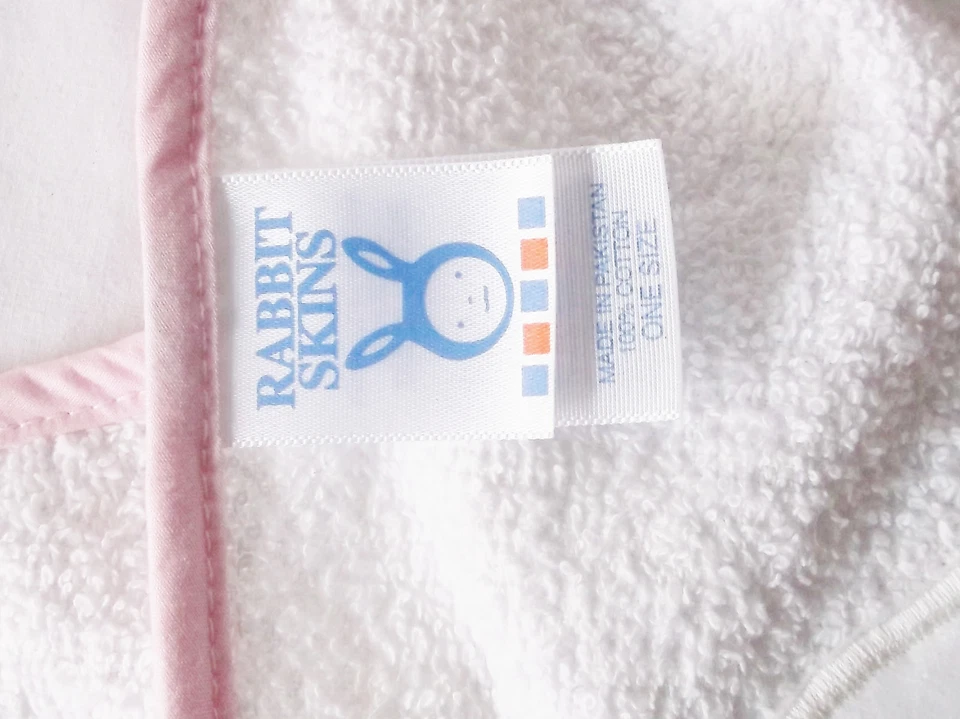 RABBIT
SKINS
MADE IN PAKISTAN
100% COTTON
ONE SIZE